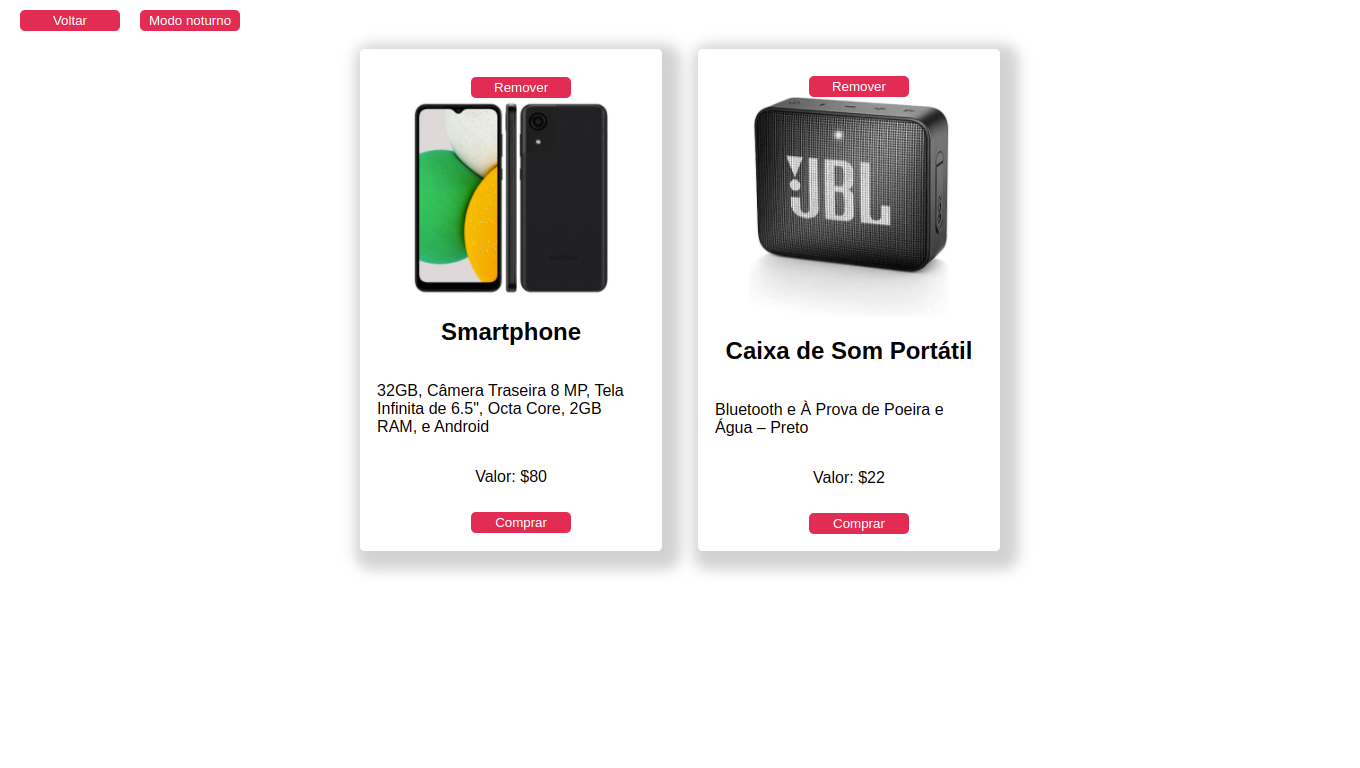 Voltar
Modo noturno
Remover
Smartphone
32GB, Câmera Traseira 8 MP, Tela
Infinita de 6.5", Octa Core, 2GB
RAM, e Android
Valor: $80
Comprar
Remover
JBL
Caixa de Som Portátil
Bluetooth e À Prova de Poeira e
Água – Preto
Valor: $22
Comprar